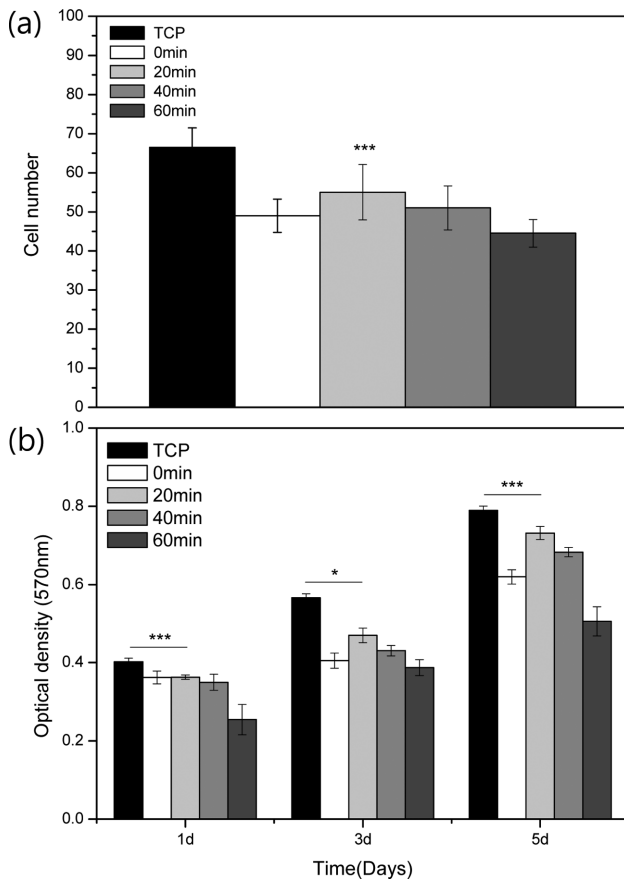 (a)
100
90
80
70
60
50
40
30
20
10
0
Cell number
TCP
0min
20min
40min
60min
***
(b)
1.0
0.8
0.6
0.4
0.2
0.0
Optical density (570nm)
TCP
0min
20min
40min
60min
***
*
***
1d
3d
5d
Time(Days)